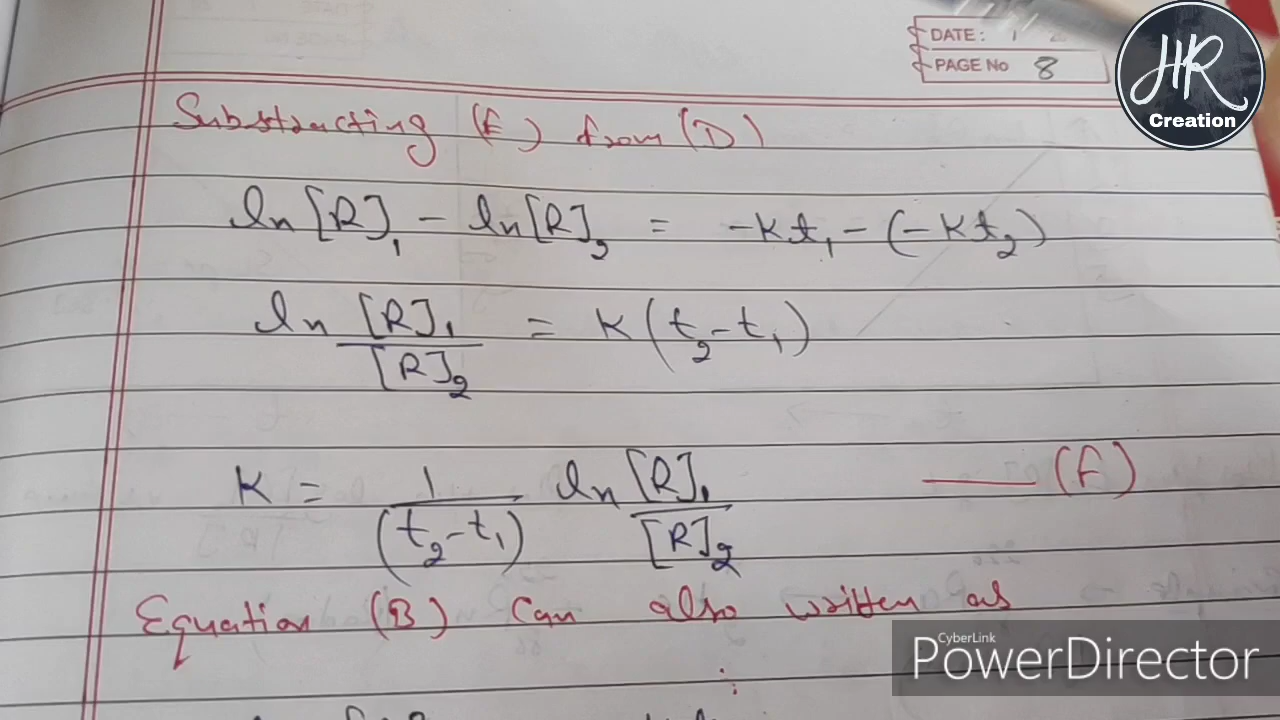 DATE:
PAGE No 8
HR
Creation
Substracting (E) from (D)
ln [R]₁ - ln [R]₂ = -Kt₁ - (-Kt₂)
ln [R]₁ / [R]₂ = K (t₂ - t₁)
K = 1 / (t₂ - t₁) ln [R]₁ / [R]₂ —— (F)
Equation (B) can also written as
CyberLink
PowerDirector